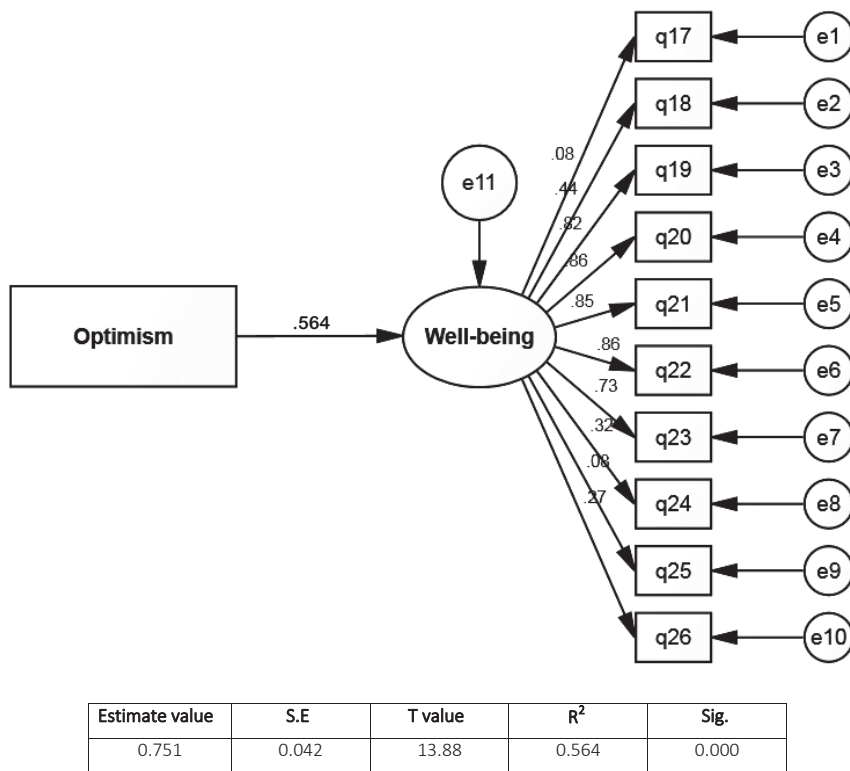 q17
e1
q18
e2
.08
q19
e3
e11
.44
.82
q20
e4
.86
.85
q21
e5
Optimism
.564
Well-being
.86
q22
e6
.73
.32
q23
e7
.08
.27
q24
e8
q25
e9
q26
e10
Estimate value S.E T value R² Sig.
0.751 0.042 13.88 0.564 0.000